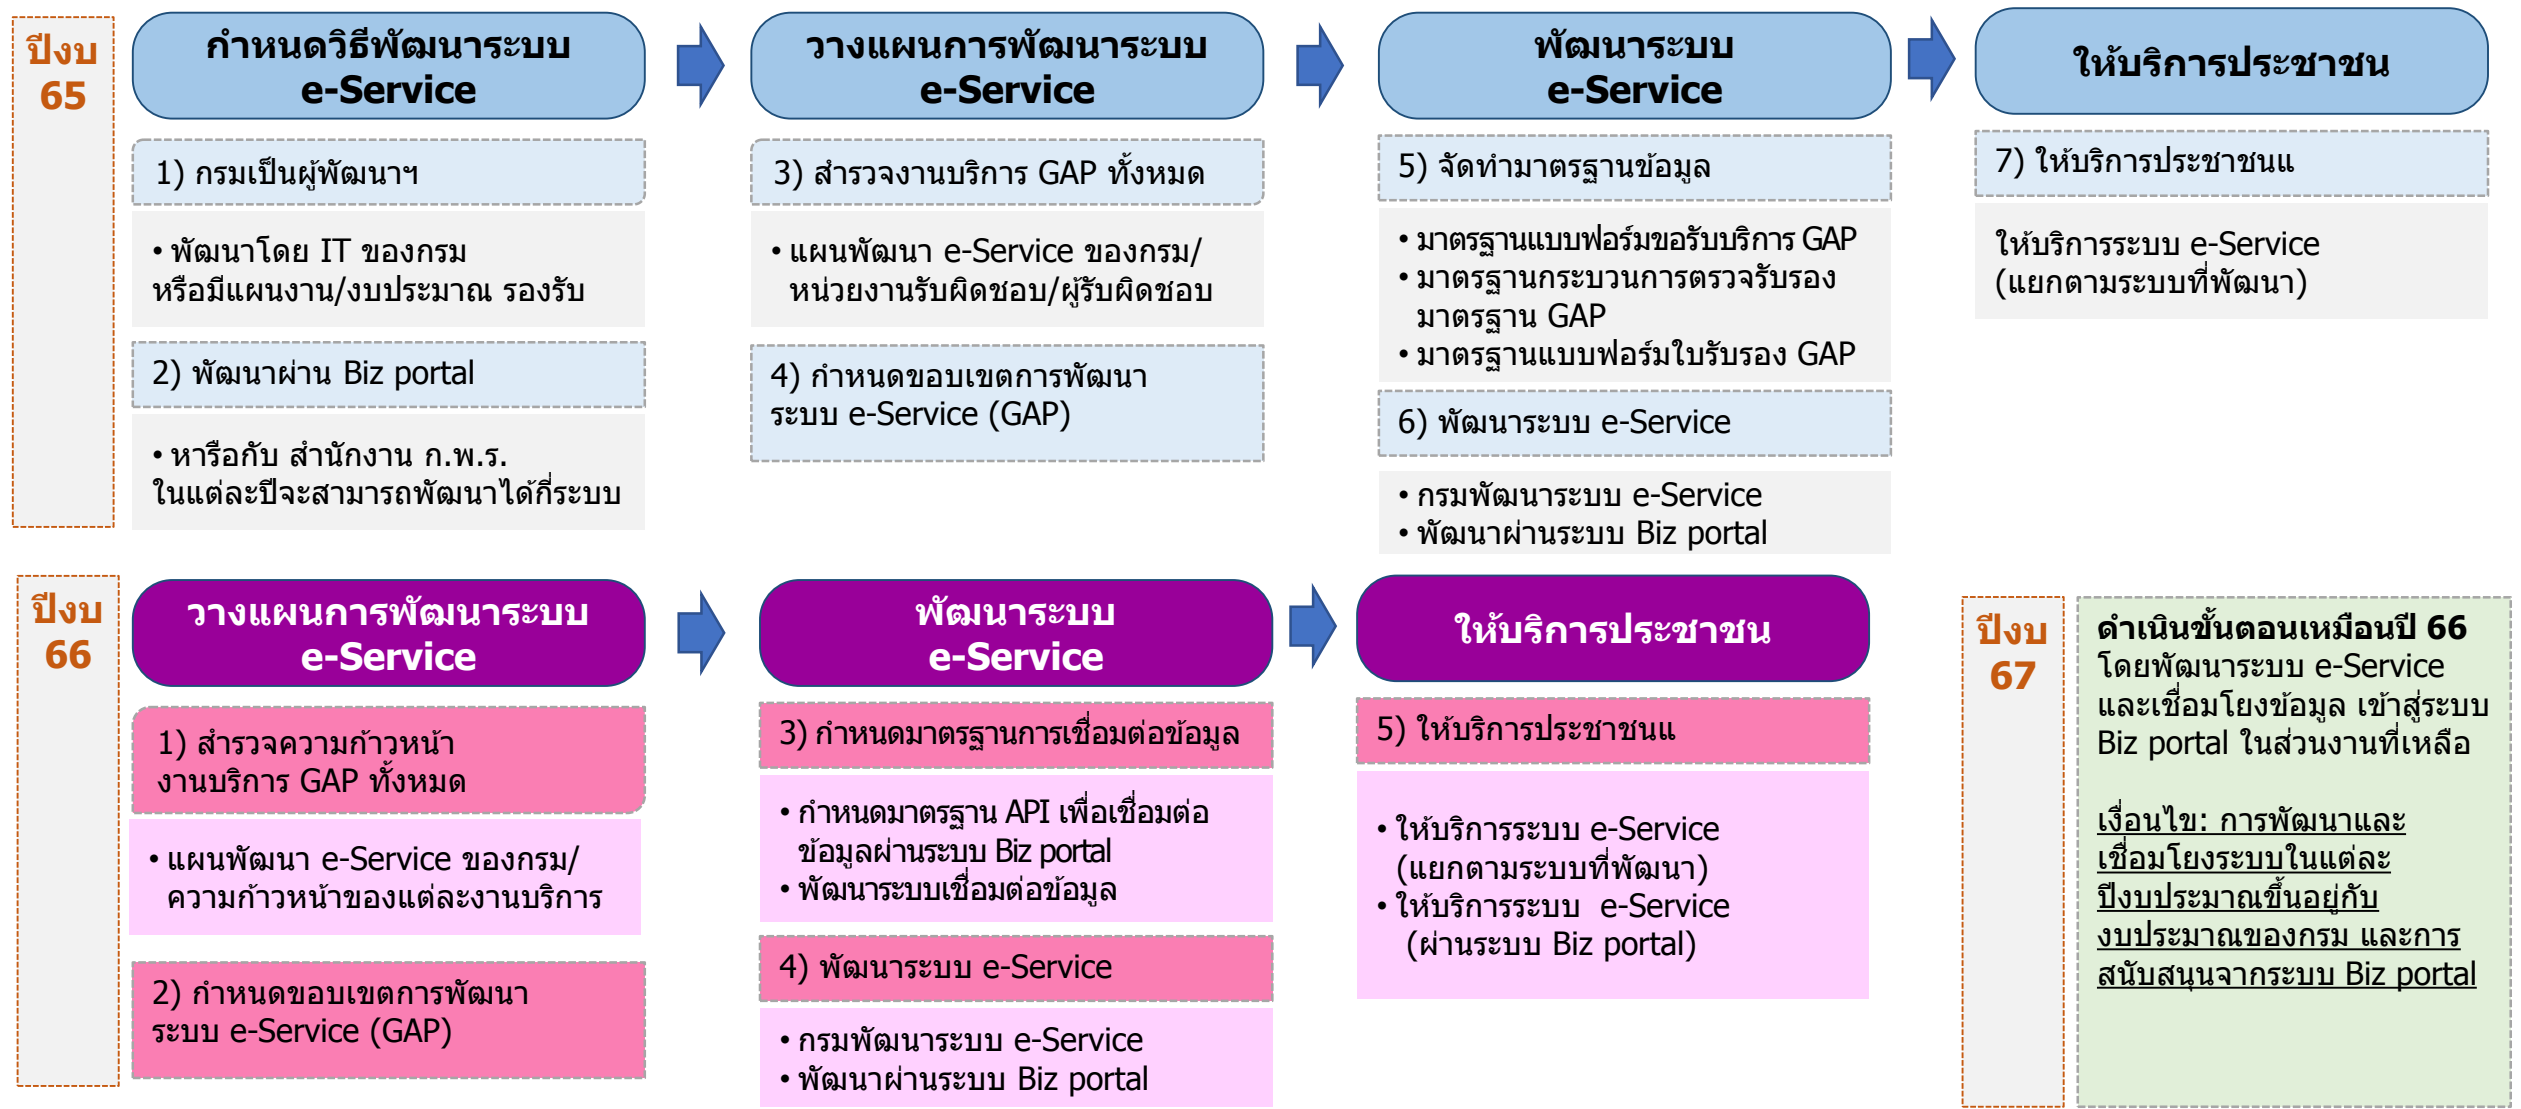 ปีงบ
65
กำหนดวิธีพัฒนาระบบ
e-Service
1) กรมเป็นผู้พัฒนาฯ
• พัฒนาโดย IT ของกรม
หรือมีแผนงาน/งบประมาณ รองรับ
2) พัฒนาผ่าน Biz portal
• หารือกับ สำนักงาน ก.พ.ร.
ในแต่ละปีจะสามารถพัฒนาได้กี่ระบบ
วางแผนการพัฒนาระบบ
e-Service
3) สำรวจงานบริการ GAP ทั้งหมด
• แผนพัฒนา e-Service ของกรม/
หน่วยงานรับผิดชอบ/ผู้รับผิดชอบ
4) กำหนดขอบเขตการพัฒนา
ระบบ e-Service (GAP)
พัฒนาระบบ
e-Service
5) จัดทำมาตรฐานข้อมูล
• มาตรฐานแบบฟอร์มขอรับบริการ GAP
• มาตรฐานกระบวนการตรวจรับรอง
มาตรฐาน GAP
• มาตรฐานแบบฟอร์มใบรับรอง GAP
6) พัฒนาระบบ e-Service
• กรมพัฒนาระบบ e-Service
• พัฒนาผ่านระบบ Biz portal
ให้บริการประชาชน
7) ให้บริการประชาชนแ
ให้บริการระบบ e-Service
(แยกตามระบบที่พัฒนา)
ปีงบ
66
วางแผนการพัฒนาระบบ
e-Service
1) สำรวจความก้าวหน้า
งานบริการ GAP ทั้งหมด
• แผนพัฒนา e-Service ของกรม/
ความก้าวหน้าของแต่ละงานบริการ
2) กำหนดขอบเขตการพัฒนา
ระบบ e-Service (GAP)
พัฒนาระบบ
e-Service
3) กำหนดมาตรฐานการเชื่อมต่อข้อมูล
• กำหนดมาตรฐาน API เพื่อเชื่อมต่อ
ข้อมูลผ่านระบบ Biz portal
• พัฒนาระบบเชื่อมต่อข้อมูล
4) พัฒนาระบบ e-Service
• กรมพัฒนาระบบ e-Service
• พัฒนาผ่านระบบ Biz portal
ให้บริการประชาชน
5) ให้บริการประชาชนแ
• ให้บริการระบบ e-Service
(แยกตามระบบที่พัฒนา)
• ให้บริการระบบ e-Service
(ผ่านระบบ Biz portal)
ปีงบ
67
ดำเนินขั้นตอนเหมือนปี 66
โดยพัฒนาระบบ e-Service
และเชื่อมโยงข้อมูล เข้าสู่ระบบ
Biz portal ในส่วนงานที่เหลือ
เงื่อนไข: การพัฒนาและ
เชื่อมโยงระบบในแต่ละ
ปีงบประมาณขึ้นอยู่กับ
งบประมาณของกรม และการ
สนับสนุนจากระบบ Biz portal